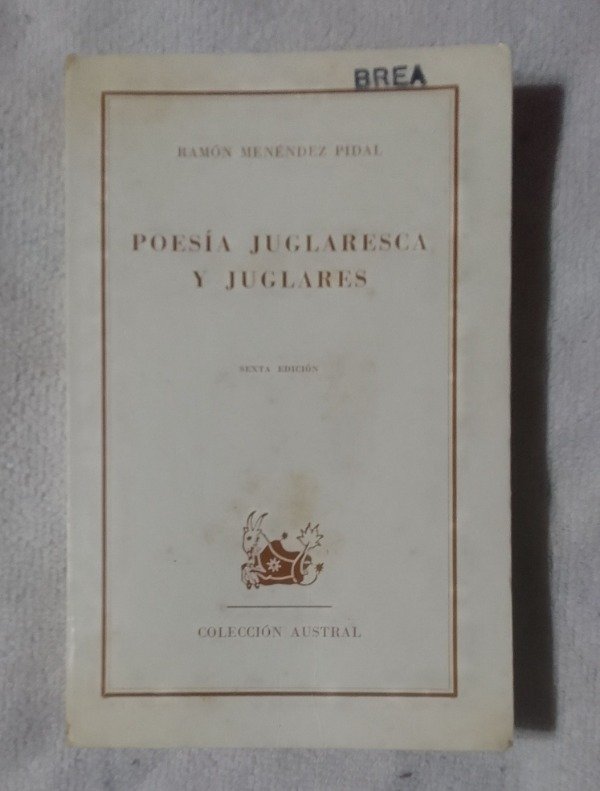 BREA
RAMÓN MENÉNDEZ PIDAL
POESÍA JUGLARESCA
Y JUGLARES
SEXTA EDICIÓN
COLECCIÓN AUSTRAL